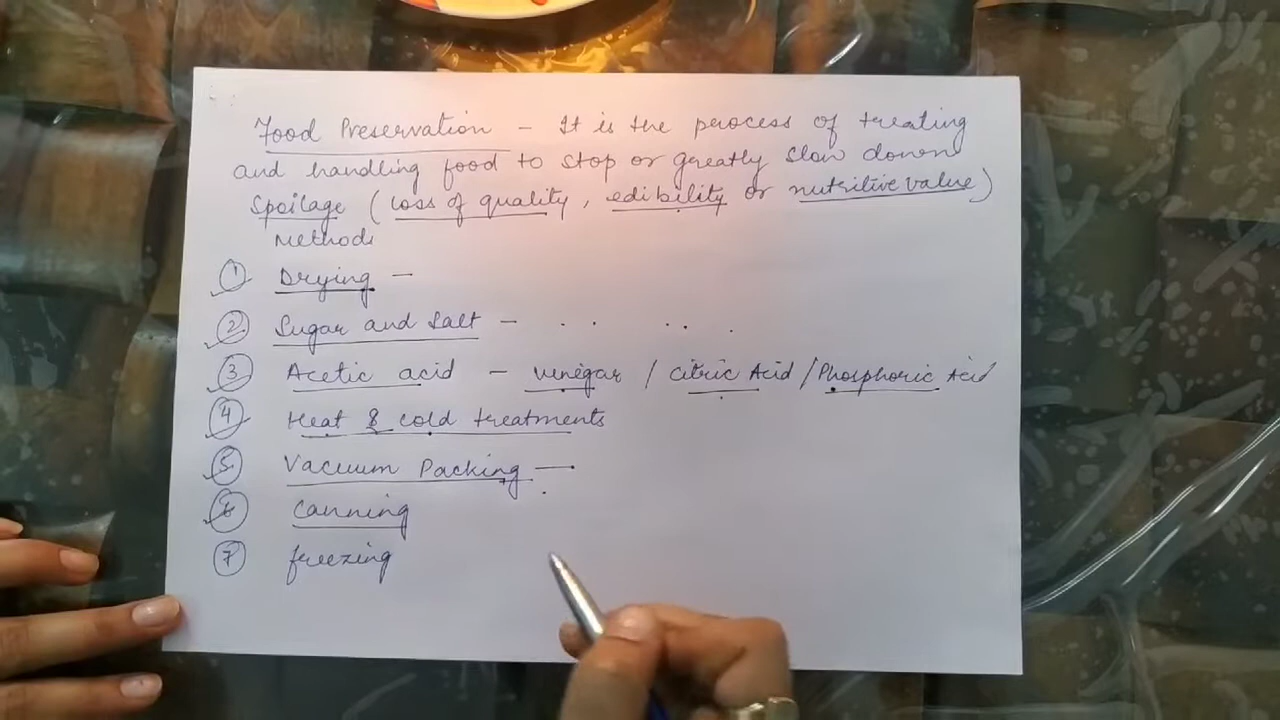 Food Preservation - It is the process of treating
and handling food to stop or greatly slow down
spoilage (loss of quality, edibility or nutritive value)
Methods
① Drying -
② Sugar and Salt -
③ Acetic acid - vinegar / Citric Acid / Phosphoric Acid
④ Heat & cold treatments
⑤ Vacuum Packing -
⑥ canning
⑦ freezing